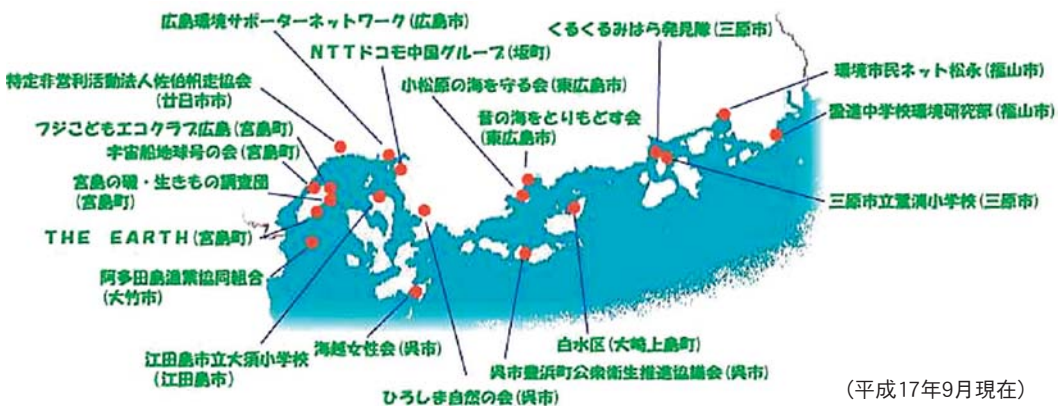 広島環境サポーターネットワーク(広島市)
NTTドコモ中国グループ(坂町)
くるくるみはら発見隊(三原市)
特定非営利活動法人佐伯帆走協会
(廿日市市)
小松原の海を守る会(東広島市)
環境市民ネット松永(福山市)
昔の海をとりもどす会
(東広島市)
盈進中学校環境研究部(福山市)
フジこどもエコクラブ広島(宮島町)
宇宙船地球号の会(宮島町)
宮島の磯・生きもの調査団
(宮島町)
三原市立鷺浦小学校(三原市)
THE EARTH(宮島町)
阿多田島漁業協同組合
(大竹市)
江田島市立大須小学校
(江田島市)
海越女性会(呉市)
白水区(大崎上島町)
呉市豊浜町公衆衛生推進協議会(呉市)
ひろしま自然の会(呉市)
(平成17年9月現在)